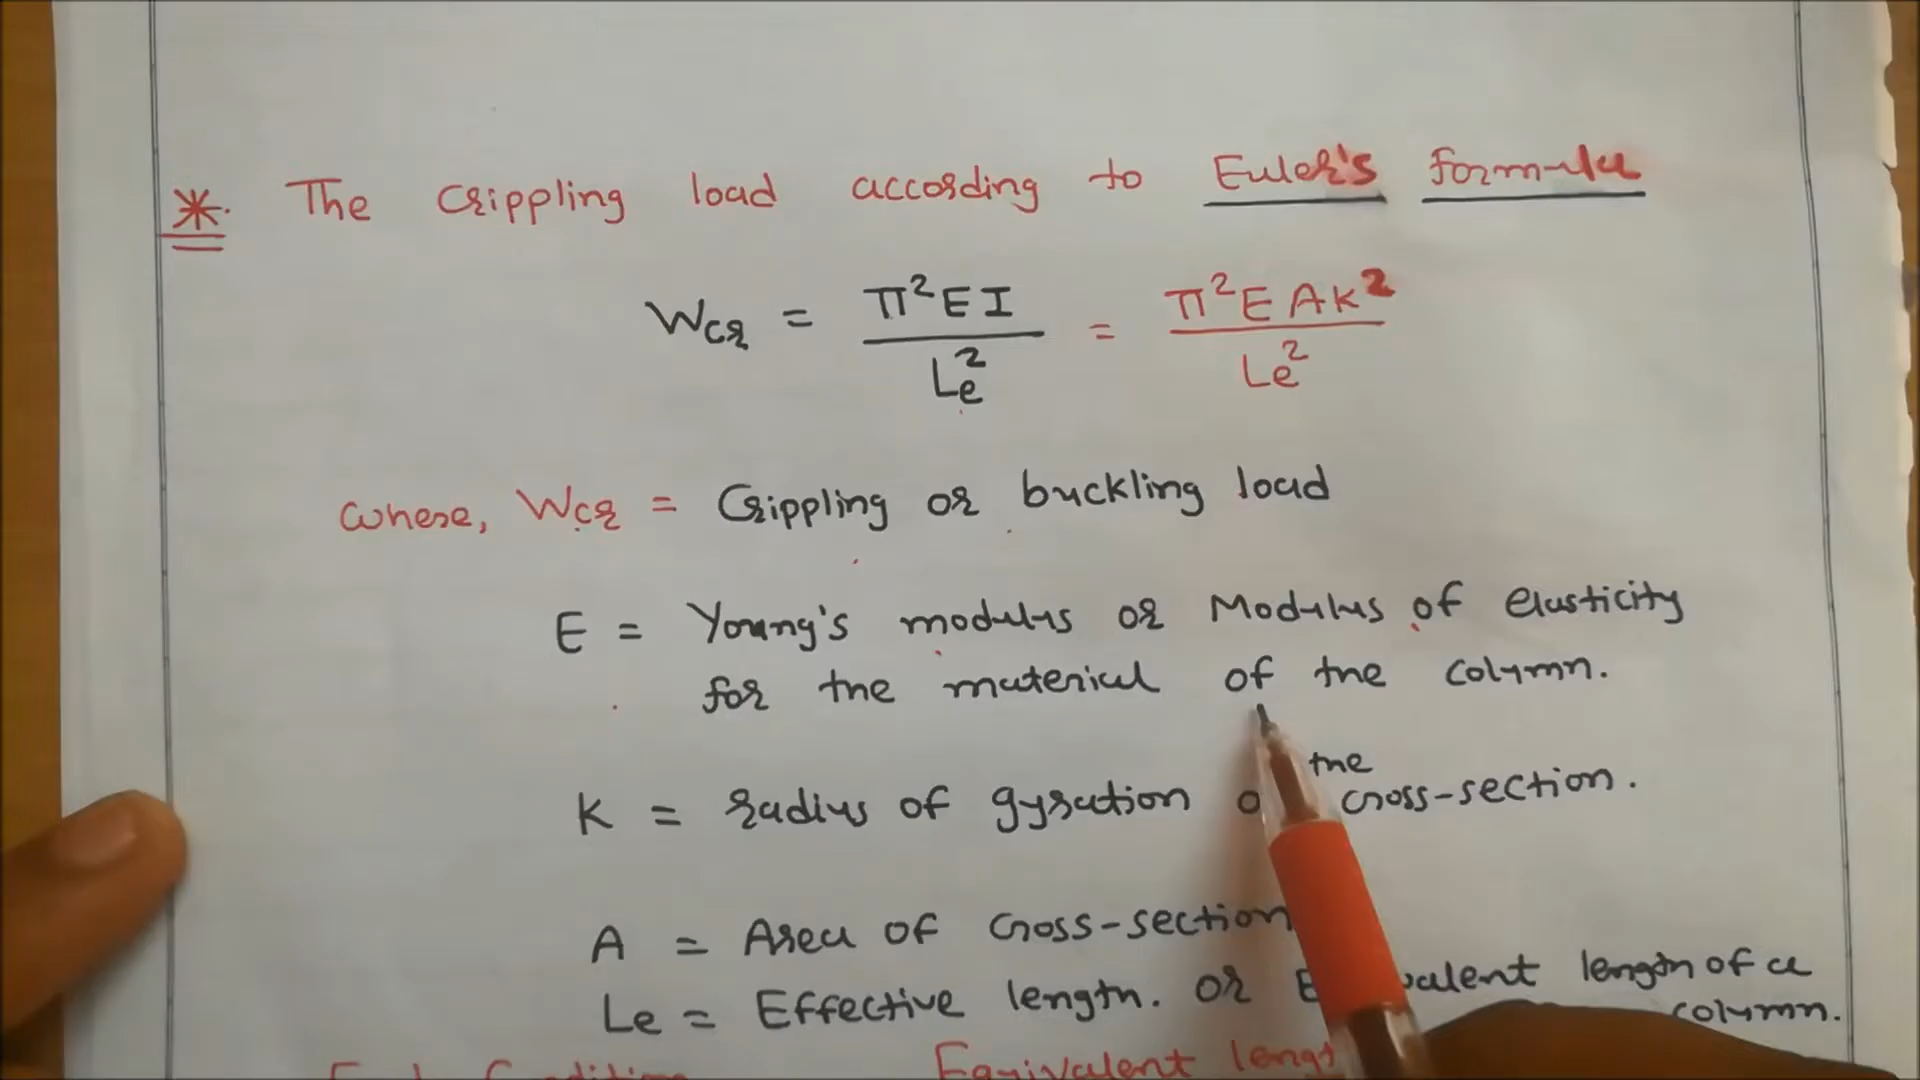 * The crippling load according to Euler's formula
Wcr = π²EI / Le² = π²EAK² / Le²
where, Wcr = Crippling or buckling load
E = Young's modulus or Modulus of elasticity
for the material of the column.
the
K = radius of gyration cross-section.
A = Area of cross-section
Le = Effective length. or length of a
column.
Equivalent